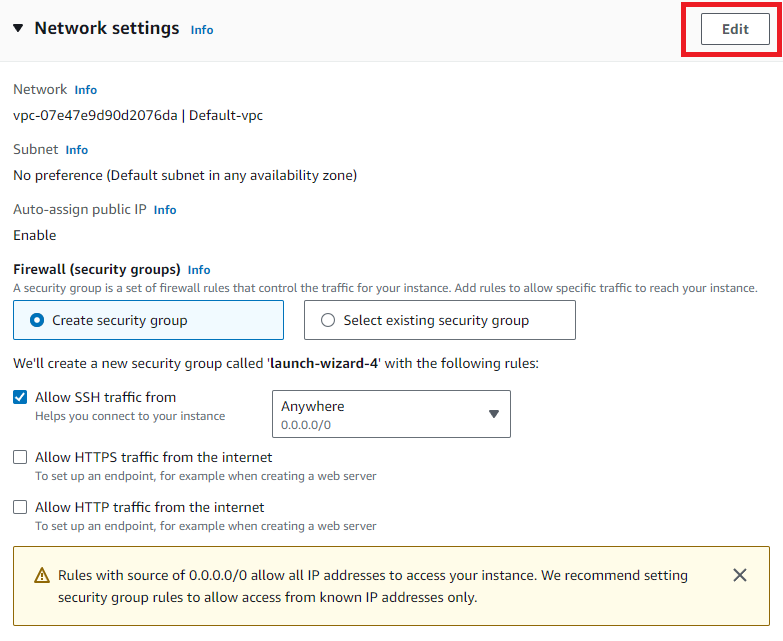 Network settings Info
Edit
Network Info
vpc-07e47e9d90d2076da | Default-vpc
Subnet Info
No preference (Default subnet in any availability zone)
Auto-assign public IP Info
Enable
Firewall (security groups) Info
A security group is a set of firewall rules that control the traffic for your instance. Add rules to allow specific traffic to reach your instance.
Create security group
Select existing security group
We'll create a new security group called 'launch-wizard-4' with the following rules:
Allow SSH traffic from
Helps you connect to your instance
Anywhere
0.0.0.0/0
Allow HTTPS traffic from the internet
To set up an endpoint, for example when creating a web server
Allow HTTP traffic from the internet
To set up an endpoint, for example when creating a web server
Rules with source of 0.0.0.0/0 allow all IP addresses to access your instance. We recommend setting
security group rules to allow access from known IP addresses only.